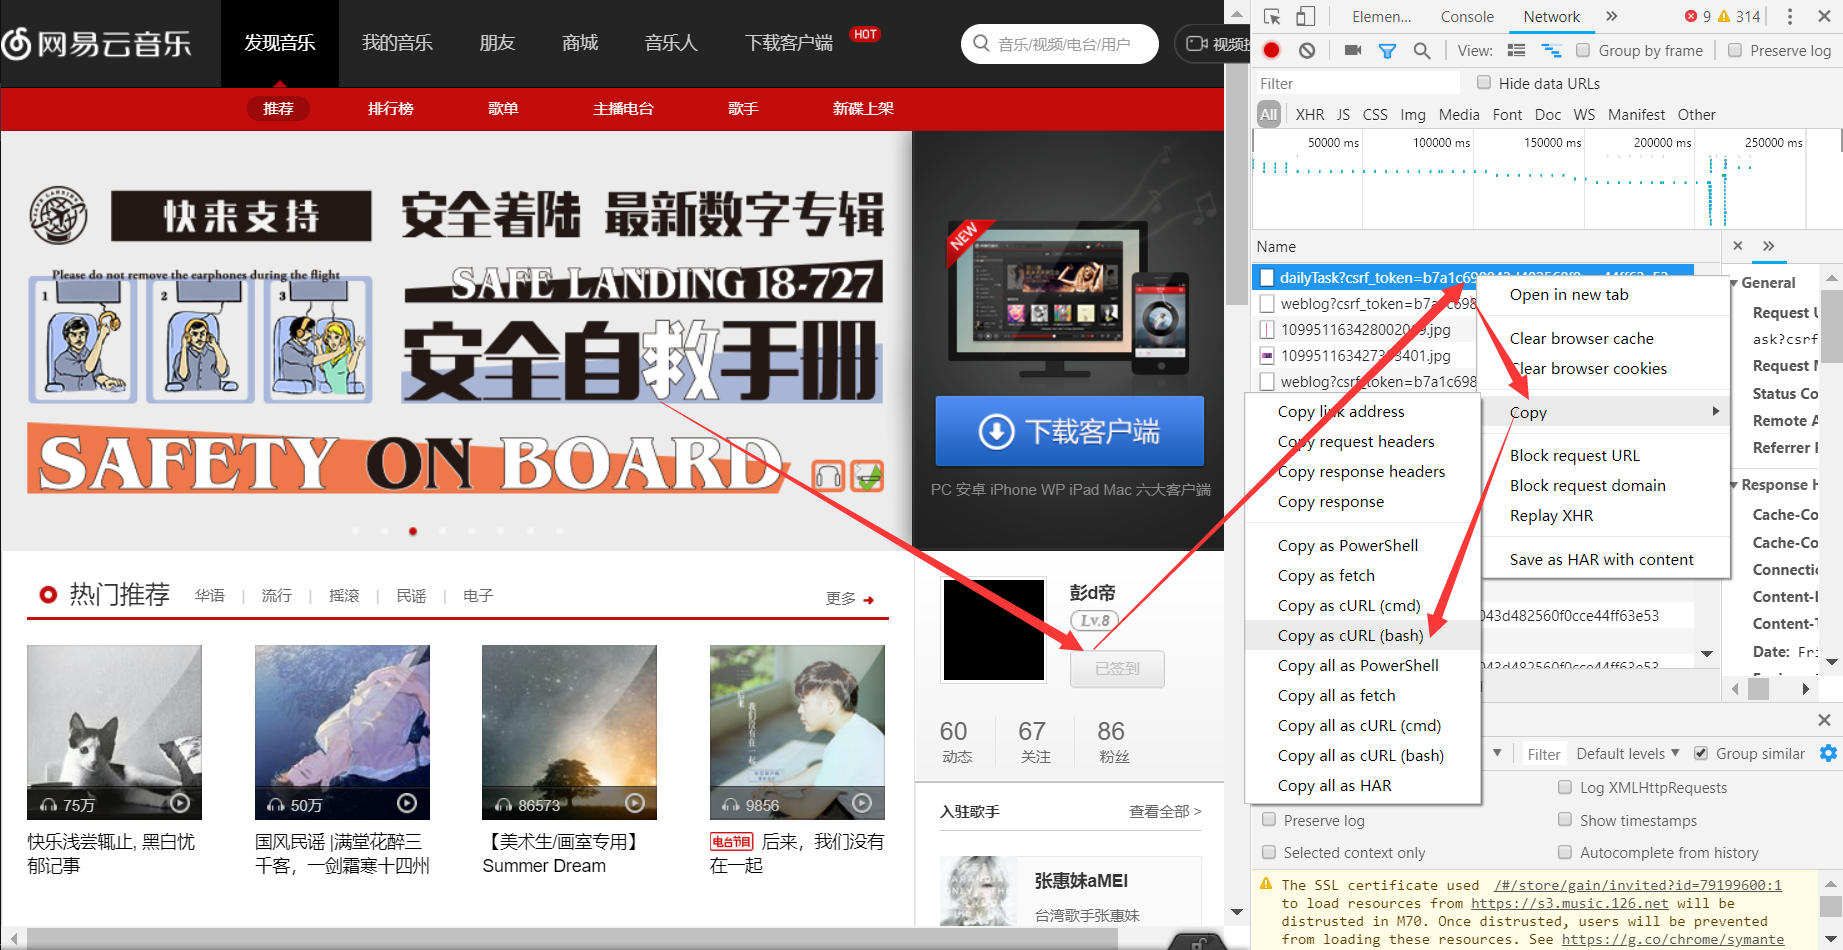 网易云音乐
发现音乐
我的音乐
朋友
商城
音乐人
下载客户端
HOT
音乐/视频/电台/用户
推荐
排行榜
歌单
主播电台
歌手
新碟上架
快来支持
安全着陆 最新数字专辑
Please do not remove the earphones during the flight
1
2
3
SAFE LANDING 18-727
安全自救手册
SAFETY ON BOARD
NEW
下载客户端
PC 安卓 iPhone WP iPad Mac 六大客户端
热门推荐
华语 | 流行 | 摇滚 | 民谣 | 电子
更多
75万
50万
86573
9856
快乐浅尝辄止, 黑白忧
郁记事
国风民谣 |满堂花醉三
千客，一剑霜寒十四州
【美术生/画室专用】
Summer Dream
电台节目 后来，我们没有
在一起
彭d帝
Lv.8
已签到
60
动态
67
关注
86
粉丝
入驻歌手
查看全部 >
张惠妹aMEI
台湾歌手张惠妹
Elemen...
Console
Network
9
314
View:
Group by frame
Preserve log
Filter
Hide data URLs
All
XHR JS CSS Img Media Font Doc WS Manifest Other
50000 ms
100000 ms
150000 ms
200000 ms
250000 ms
Name
weblog?csrf_token=b7a1c698
109951163427393401.jpg
weblog?csrf_token=b7a1c698
043d482560f0cce44ff63e53
General
Request
ask?csrf
Request
Status Co
Remote A
Referrer
Response H
Cache-Co
Cache-Co
Connecti
Content-
Content-
Date: Fri
Open in new tab
Clear browser cache
Clear browser cookies
Copy
Block request URL
Block request domain
Replay XHR
Save as HAR with content
Copy link address
Copy request headers
Copy response headers
Copy response
Copy as PowerShell
Copy as fetch
Copy as cURL (cmd)
Copy as cURL (bash)
Copy all as PowerShell
Copy all as fetch
Copy all as cURL (cmd)
Copy all as cURL (bash)
Copy all as HAR
Filter
Default levels
Group similar
Log XMLHttpRequests
Preserve log
Show timestamps
Selected context only
Autocomplete from history
The SSL certificate used /#/store/gain/invited?id=79199600:1
to load resources from https://s3.music.126.net will be
distrusted in M70. Once distrusted, users will be prevented
from loading these resources. See https://g.co/chrome/symante